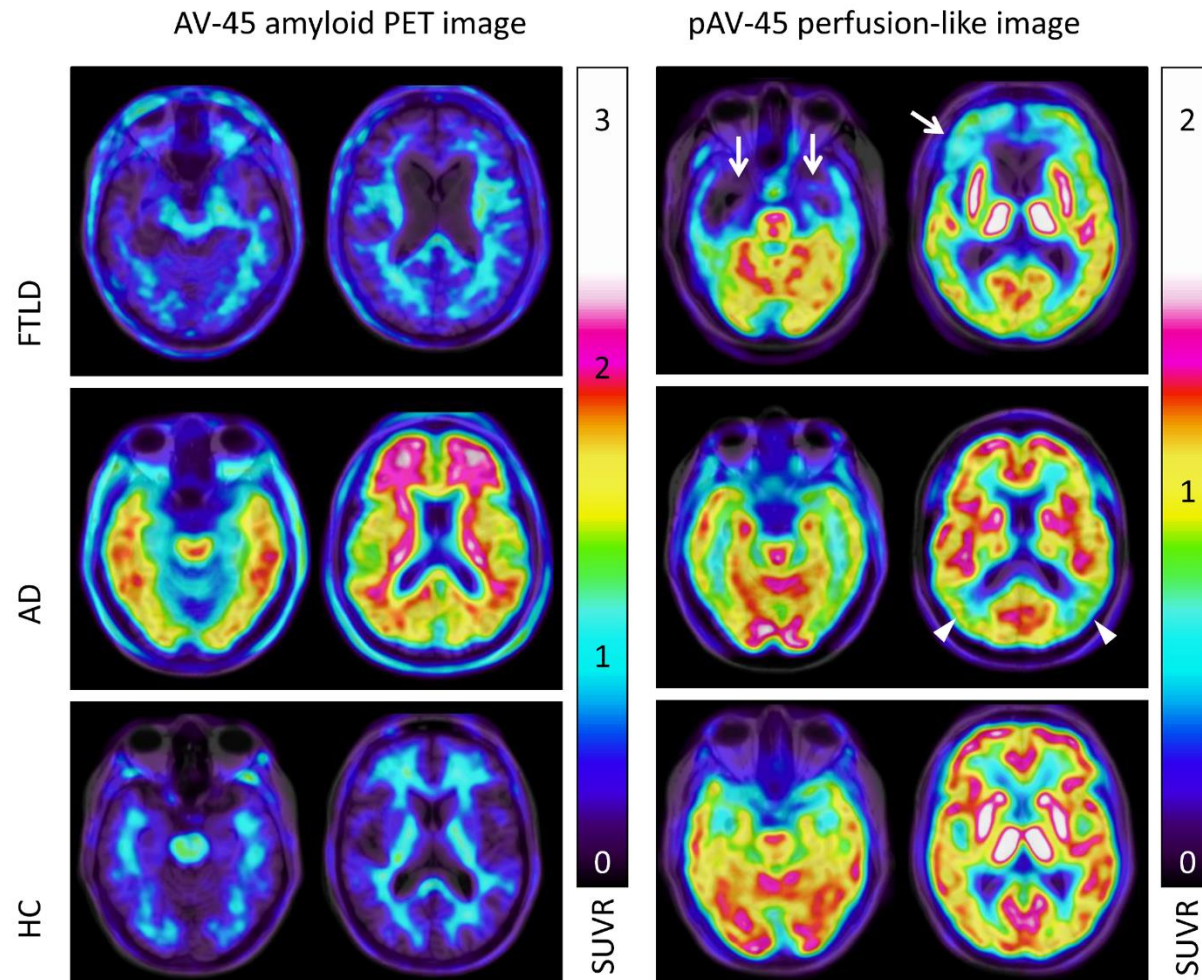 AV-45 amyloid PET image
pAV-45 perfusion-like image
FTLD
AD
HC
3
2
1
0
SUVR
2
1
0
SUVR